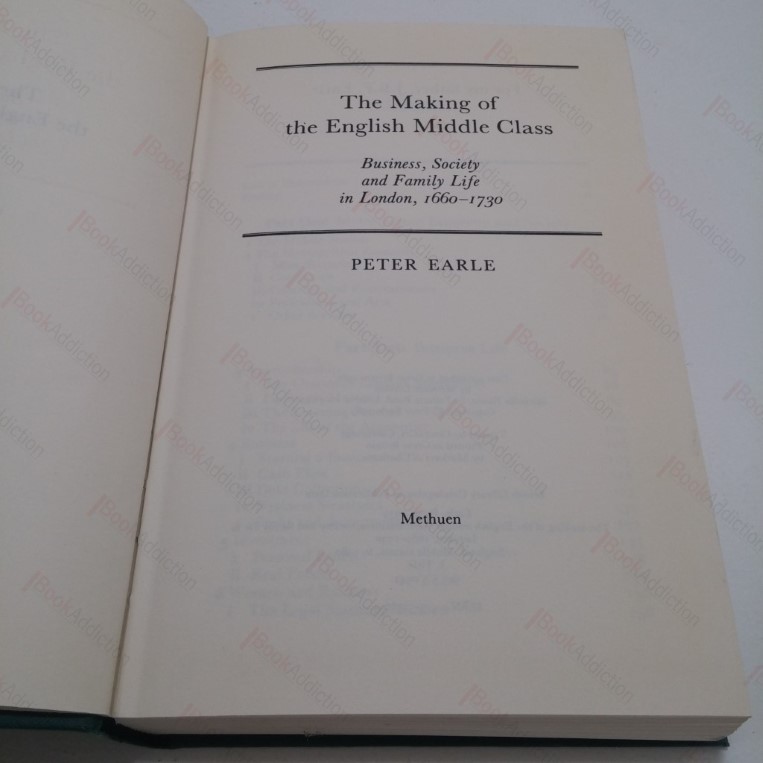 The Making of
the English Middle Class
Business, Society
and Family Life
in London, 1660–1730
PETER EARLE
Methuen
BookAddiction